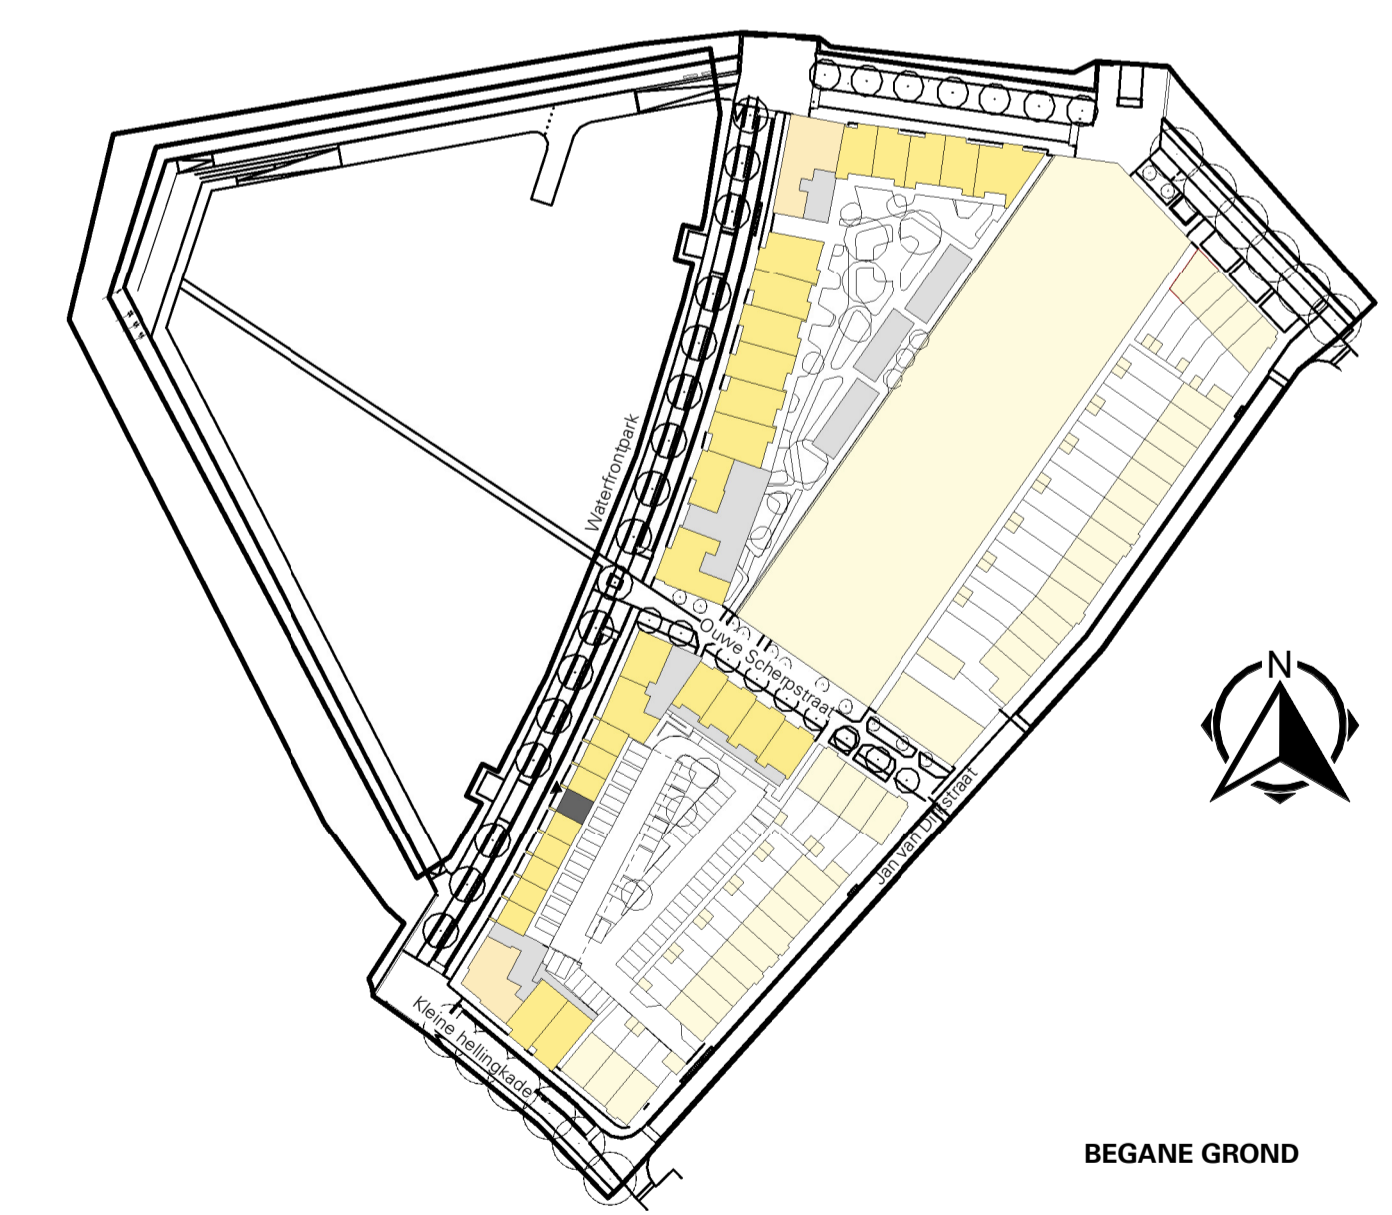 Waterfrontpark
Ouwe Scherpstraat
N
Jan van Dijkstraat
Kleine hellingkade
BEGANE GROND